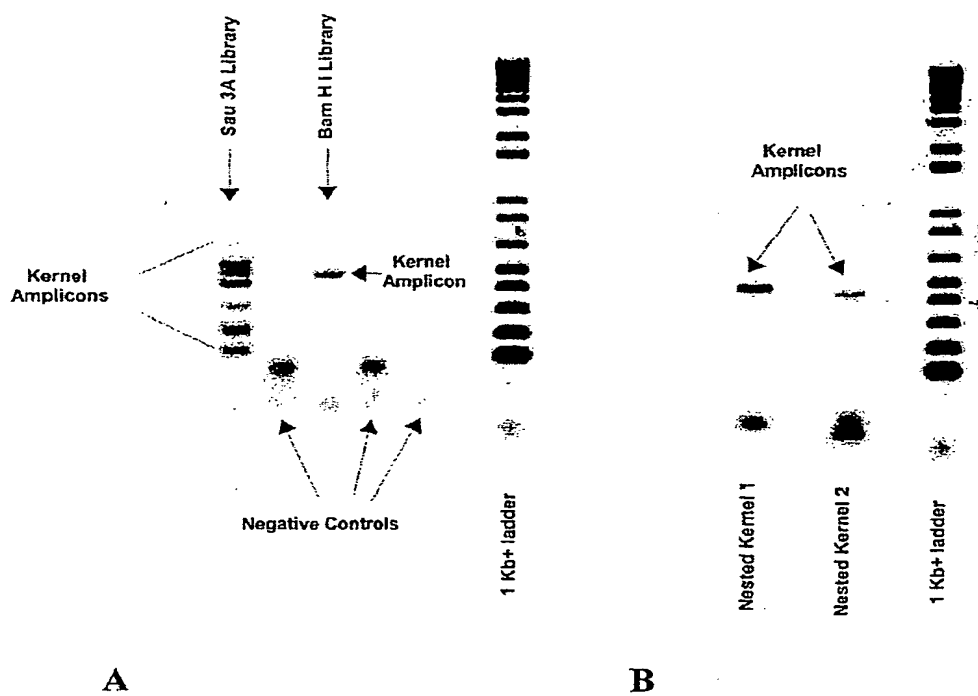 Sau 3A Library
Bam H I Library
Kernel
Amplicons
Kernel
Amplicon
Negative Controls
1 Kb+ ladder
A
Kernel
Amplicons
Nested Kernel 1
Nested Kernel 2
1 Kb+ ladder
B